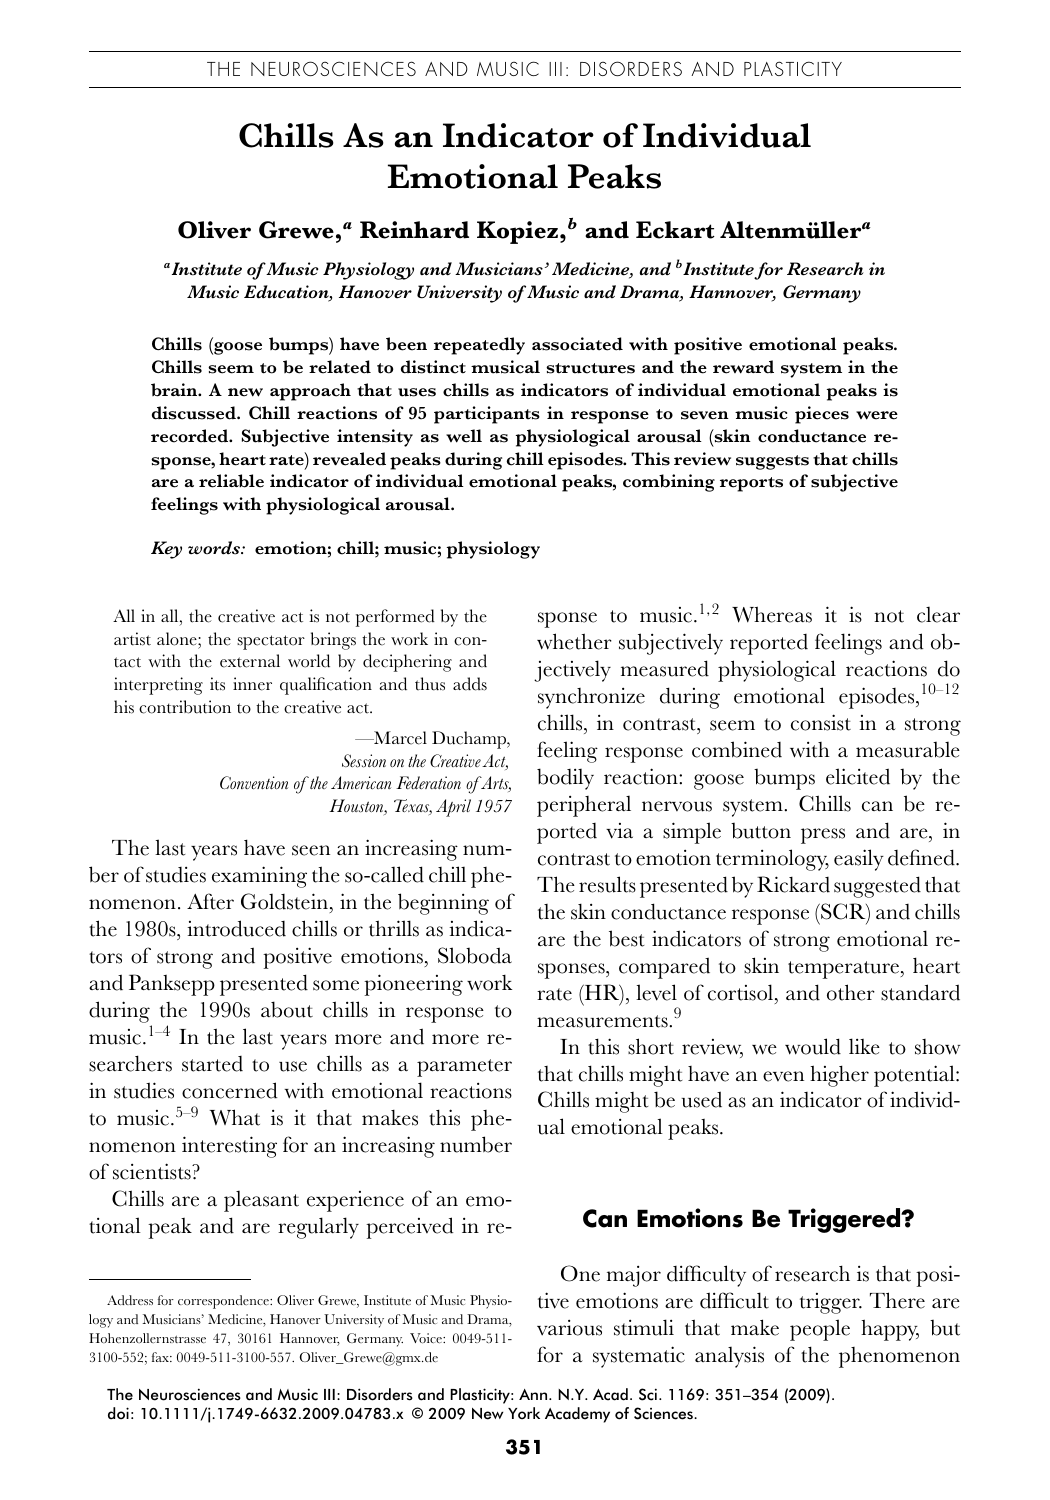 THE NEUROSCIENCES AND MUSIC III: DISORDERS AND PLASTICITY
Chills As an Indicator of Individual
Emotional Peaks
Oliver Grewe,a Reinhard Kopiez,b and Eckart Altenmüllera
aInstitute of Music Physiology and Musicians' Medicine, and bInstitute for Research in
Music Education, Hanover University of Music and Drama, Hannover, Germany
Chills (goose bumps) have been repeatedly associated with positive emotional peaks.
Chills seem to be related to distinct musical structures and the reward system in the
brain. A new approach that uses chills as indicators of individual emotional peaks is
discussed. Chill reactions of 95 participants in response to seven music pieces were
recorded. Subjective intensity as well as physiological arousal (skin conductance re-
sponse, heart rate) revealed peaks during chill episodes. This review suggests that chills
are a reliable indicator of individual emotional peaks, combining reports of subjective
feelings with physiological arousal.
Key words: emotion; chill; music; physiology
All in all, the creative act is not performed by the
artist alone; the spectator brings the work in con-
tact with the external world by deciphering and
interpreting its inner qualification and thus adds
his contribution to the creative act.
—Marcel Duchamp,
Session on the Creative Act,
Convention of the American Federation of Arts,
Houston, Texas, April 1957
The last years have seen an increasing num-
ber of studies examining the so-called chill phe-
nomenon. After Goldstein, in the beginning of
the 1980s, introduced chills or thrills as indica-
tors of strong and positive emotions, Sloboda
and Panksepp presented some pioneering work
during the 1990s about chills in response to
music.1–4 In the last years more and more re-
searchers started to use chills as a parameter
in studies concerned with emotional reactions
to music.5–9 What is it that makes this phe-
nomenon interesting for an increasing number
of scientists?
Chills are a pleasant experience of an emo-
tional peak and are regularly perceived in re-
Address for correspondence: Oliver Grewe, Institute of Music Physio-
logy and Musicians' Medicine, Hanover University of Music and Drama,
Hohenzollernstrasse 47, 30161 Hannover, Germany. Voice: 0049-511-
3100-552; fax: 0049-511-3100-557. Oliver_Grewe@gmx.de
sponse to music.1,2 Whereas it is not clear
whether subjectively reported feelings and ob-
jectively measured physiological reactions do
synchronize during emotional episodes,10–12
chills, in contrast, seem to consist in a strong
feeling response combined with a measurable
bodily reaction: goose bumps elicited by the
peripheral nervous system. Chills can be re-
ported via a simple button press and are, in
contrast to emotion terminology, easily defined.
The results presented by Rickard suggested that
the skin conductance response (SCR) and chills
are the best indicators of strong emotional re-
sponses, compared to skin temperature, heart
rate (HR), level of cortisol, and other standard
measurements.9
In this short review, we would like to show
that chills might have an even higher potential:
Chills might be used as an indicator of individ-
ual emotional peaks.
Can Emotions Be Triggered?
One major difficulty of research is that posi-
tive emotions are difficult to trigger. There are
various stimuli that make people happy, but
for a systematic analysis of the phenomenon
The Neurosciences and Music III: Disorders and Plasticity: Ann. N.Y. Acad. Sci. 1169: 351–354 (2009).
doi: 10.1111/j.1749-6632.2009.04783.x © 2009 New York Academy of Sciences.
351